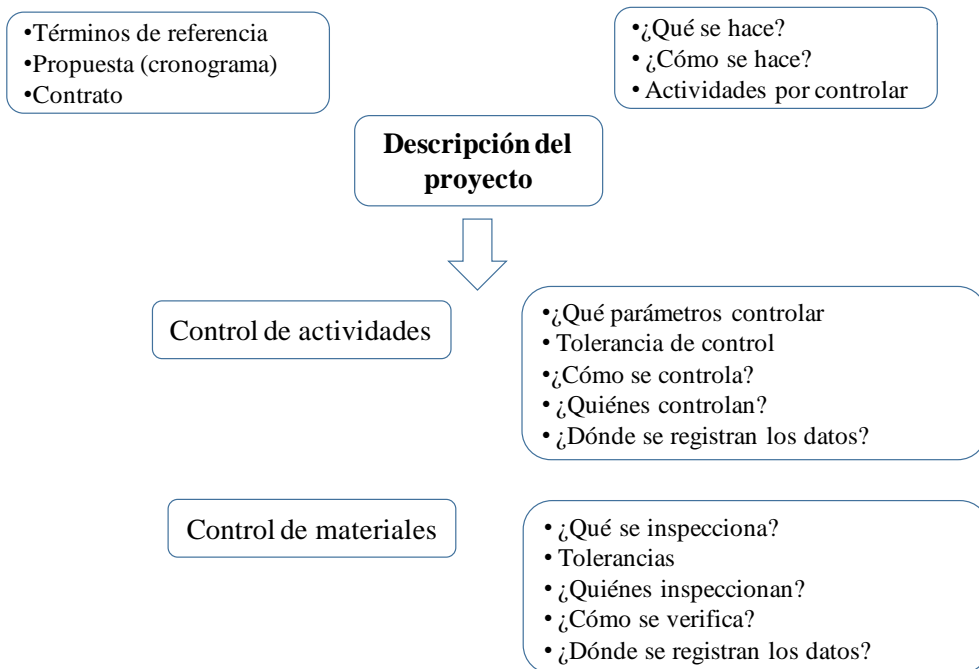 •Términos de referencia
•Propuesta (cronograma)
•Contrato
•¿Qué se hace?
• ¿Cómo se hace?
• Actividades por controlar
Descripción del
proyecto
Control de actividades
•¿Qué parámetros controlar
• Tolerancia de control
•¿Cómo se controla?
• ¿Quiénes controlan?
• ¿Dónde se registran los datos?
Control de materiales
• ¿Qué se inspecciona?
• Tolerancias
• ¿Quiénes inspeccionan?
• ¿Cómo se verifica?
• ¿Dónde se registran los datos?